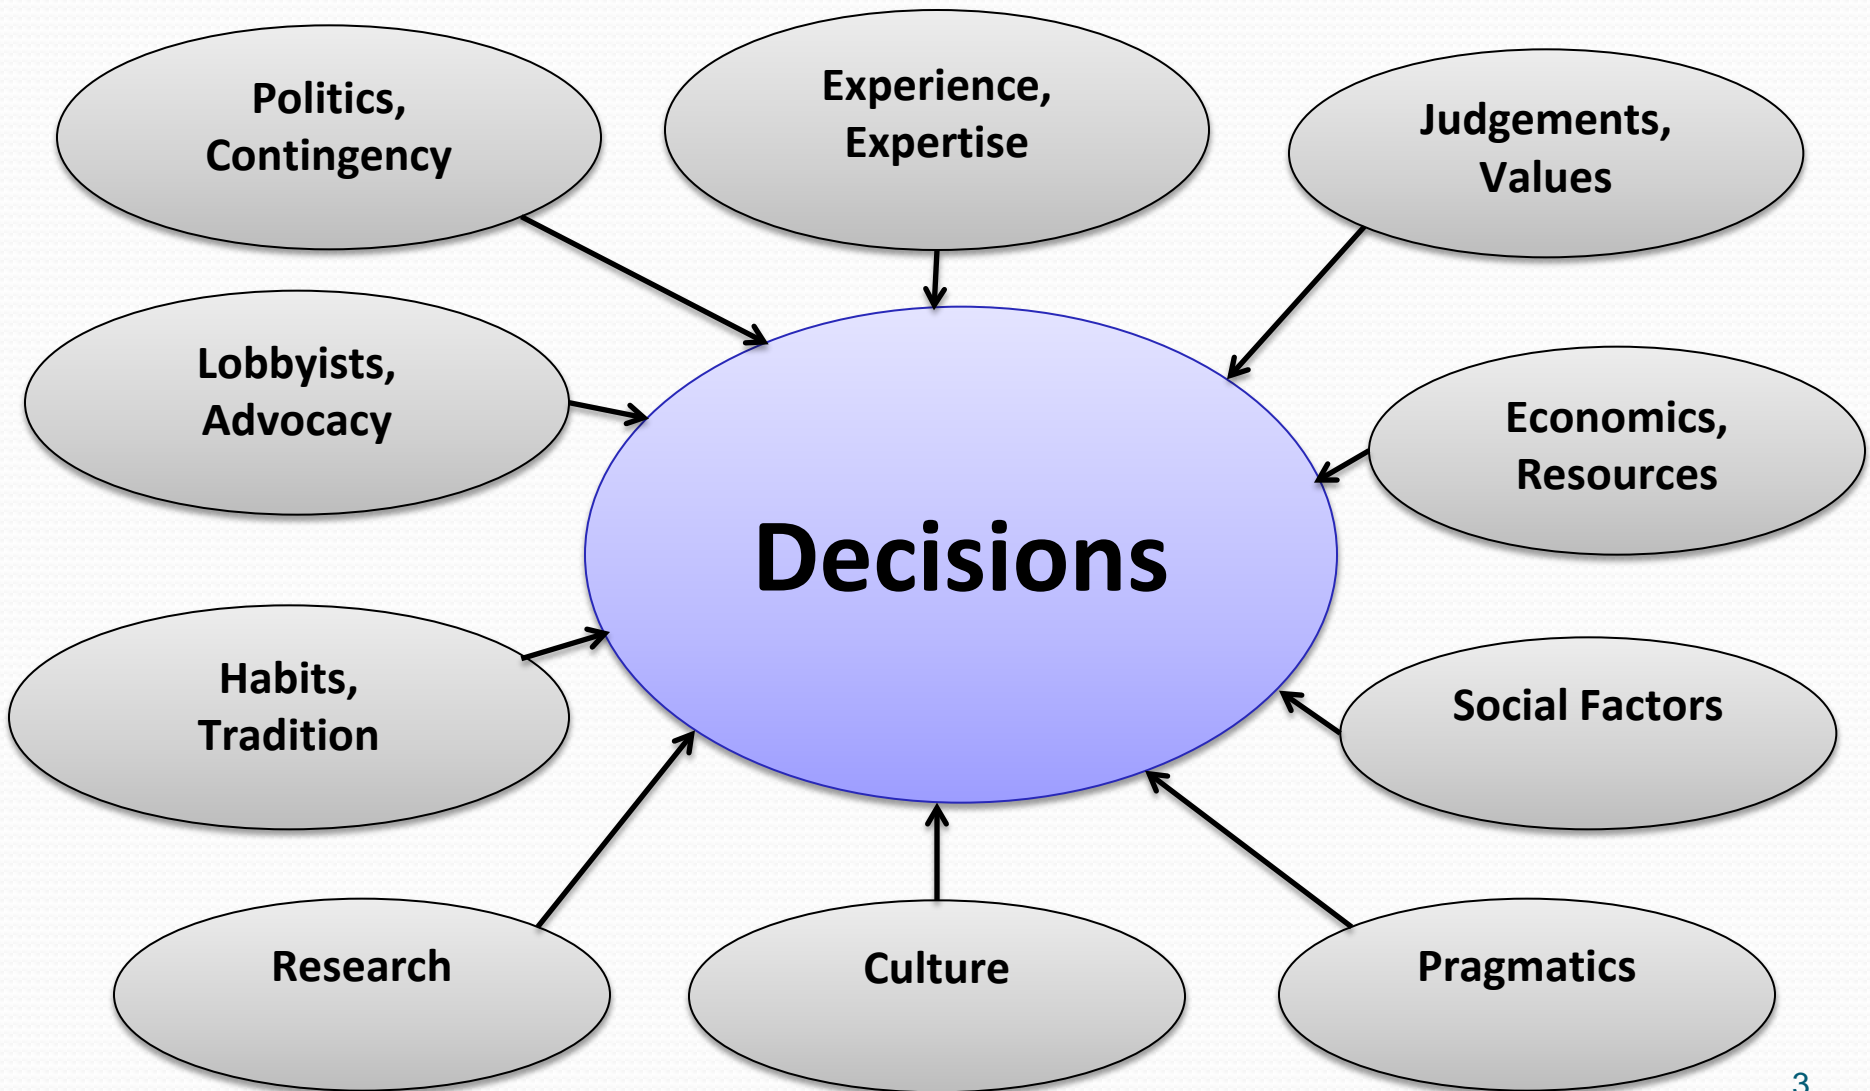 Politics,
Contingency
Experience,
Expertise
Judgements,
Values
Lobbyists,
Advocacy
Economics,
Resources
Decisions
Habits,
Tradition
Social Factors
Research
Culture
Pragmatics
3